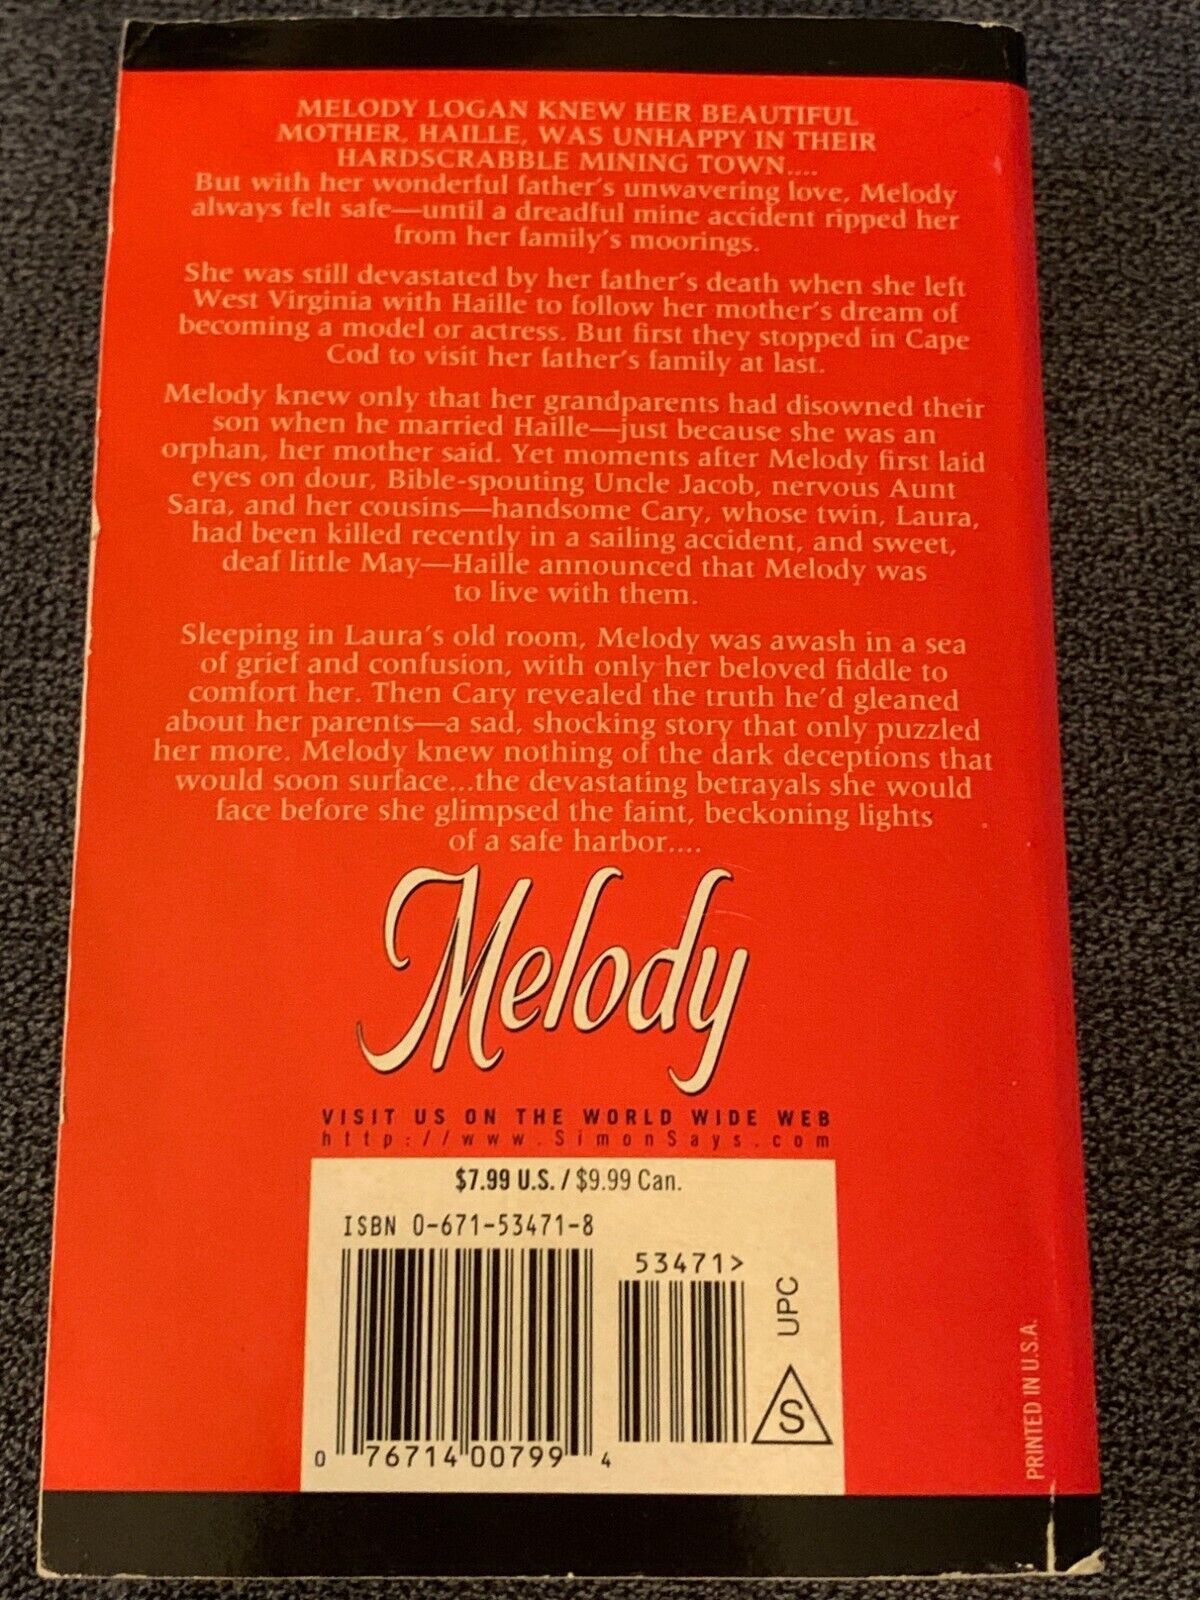 MELODY LOGAN KNEW HER BEAUTIFUL
MOTHER, HAILLE, WAS UNHAPPY IN THEIR
HARDSCRABBLE MINING TOWN....
But with her wonderful father's unwavering love, Melody
always felt safe—until a dreadful mine accident ripped her
from her family's moorings.
She was still devastated by her father's death when she left
West Virginia with Haille to follow her mother's dream of
becoming a model or actress. But first they stopped in Cape
Cod to visit her father's family at last.
Melody knew only that her grandparents had disowned their
son when he married Haille—just because she was an
orphan, her mother said. Yet moments after Melody first laid
eyes on dour, Bible-spouting Uncle Jacob, nervous Aunt
Sara, and her cousins—handsome Cary, whose twin, Laura,
had been killed recently in a sailing accident, and sweet,
deaf little May—Haille announced that Melody was
to live with them.
Sleeping in Laura's old room, Melody was awash in a sea
of grief and confusion, with only her beloved fiddle to
comfort her. Then Cary revealed the truth he'd gleaned
about her parents—a sad, shocking story that only puzzled
her more. Melody knew nothing of the dark deceptions that
would soon surface...the devastating betrayals she would
face before she glimpsed the faint, beckoning lights
of a safe harbor....
Melody
VISIT US ON THE WORLD WIDE WEB
http://www.SimonSays.com
$7.99 U.S. / $9.99 Can.
ISBN 0-671-53471-8
53471>
UPC
S
0 76714 00799 4
PRINTED IN U.S.A.